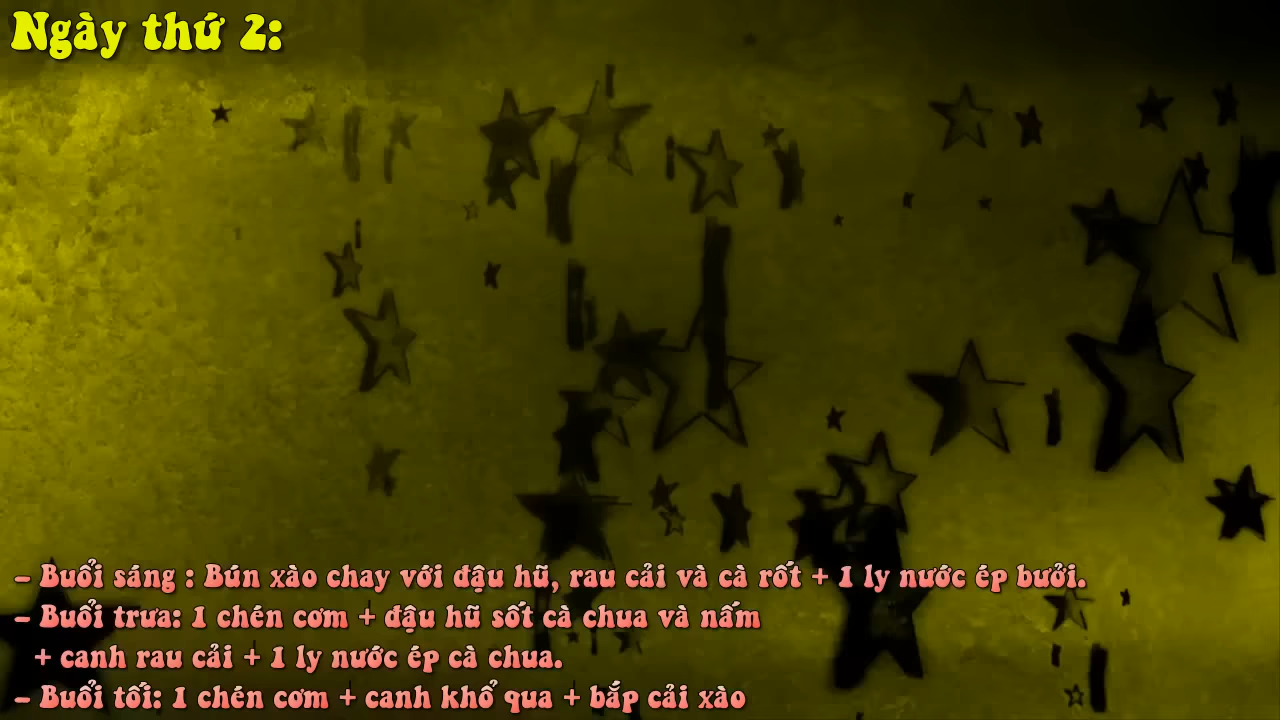 Ngày thứ 2:
– Buổi sáng : Bún xào chay với đậu hũ, rau cải và cà rốt + 1 ly nước ép bưởi.
– Buổi trưa: 1 chén cơm + đậu hũ sốt cà chua và nấm
+ canh rau cải + 1 ly nước ép cà chua.
– Buổi tối: 1 chén cơm + canh khổ qua + bắp cải xào